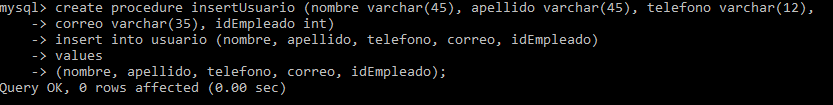 mysql> create procedure insertUsuario (nombre varchar(45), apellido varchar(45), telefono varchar(12),
-> correo varchar(35), idEmpleado int)
-> insert into usuario (nombre, apellido, telefono, correo, idEmpleado)
-> values
-> (nombre, apellido, telefono, correo, idEmpleado);
Query OK, 0 rows affected (0.00 sec)